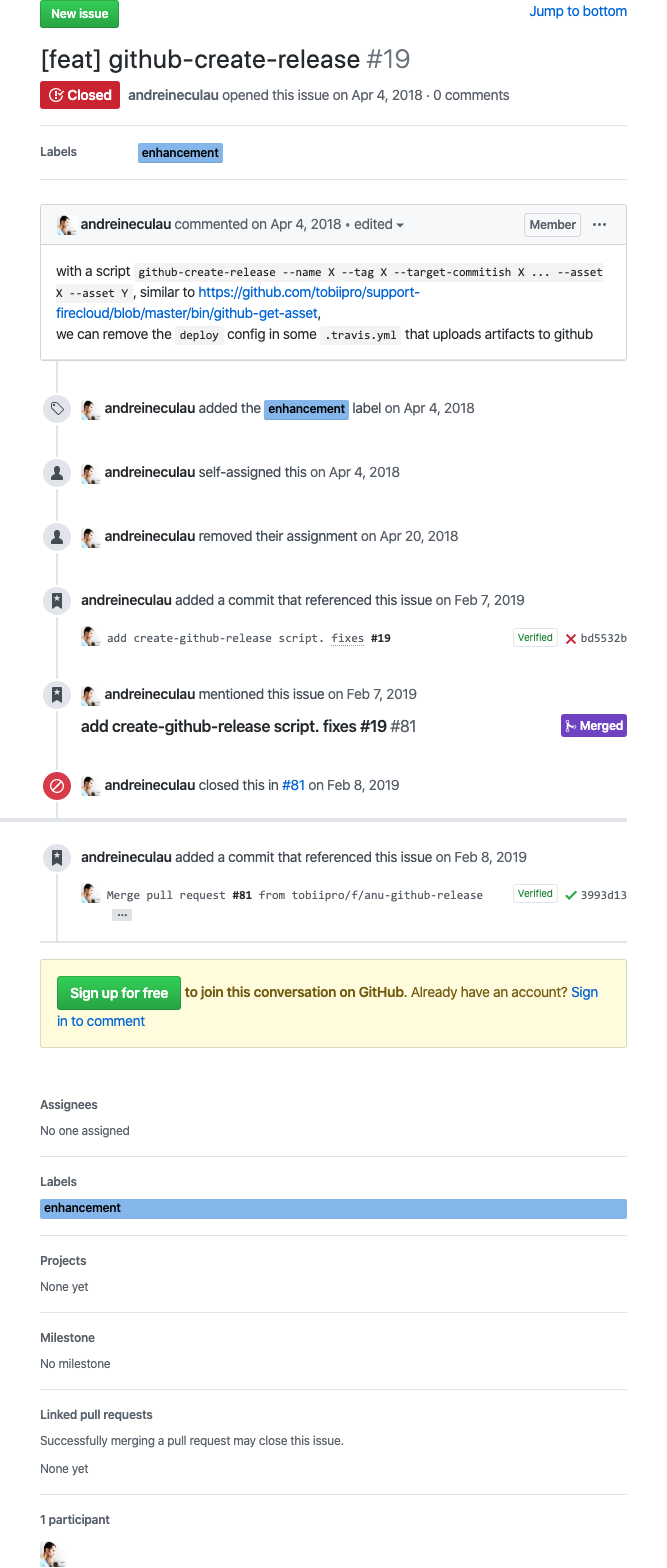 New issue
Jump to bottom
[feat] github-create-release #19
Closed
andreineculau opened this issue on Apr 4, 2018 · 0 comments
Labels
enhancement
andreineculau commented on Apr 4, 2018 • edited
Member
with a script github-create-release --name X --tag X --target-commitish X ... --asset
X --asset Y , similar to https://github.com/tobiipro/support-
firecloud/blob/master/bin/github-get-asset,
we can remove the deploy config in some .travis.yml that uploads artifacts to github
andreineculau added the enhancement label on Apr 4, 2018
andreineculau self-assigned this on Apr 4, 2018
andreineculau removed their assignment on Apr 20, 2018
andreineculau added a commit that referenced this issue on Feb 7, 2019
add create-github-release script. fixes #19
Verified
bd5532b
andreineculau mentioned this issue on Feb 7, 2019
add create-github-release script. fixes #19 #81
Merged
andreineculau closed this in #81 on Feb 8, 2019
andreineculau added a commit that referenced this issue on Feb 8, 2019
Merge pull request #81 from tobiipro/f/anu-github-release
Verified
3993d13
…
Sign up for free to join this conversation on GitHub. Already have an account? Sign
in to comment
Assignees
No one assigned
Labels
enhancement
Projects
None yet
Milestone
No milestone
Linked pull requests
Successfully merging a pull request may close this issue.
None yet
1 participant